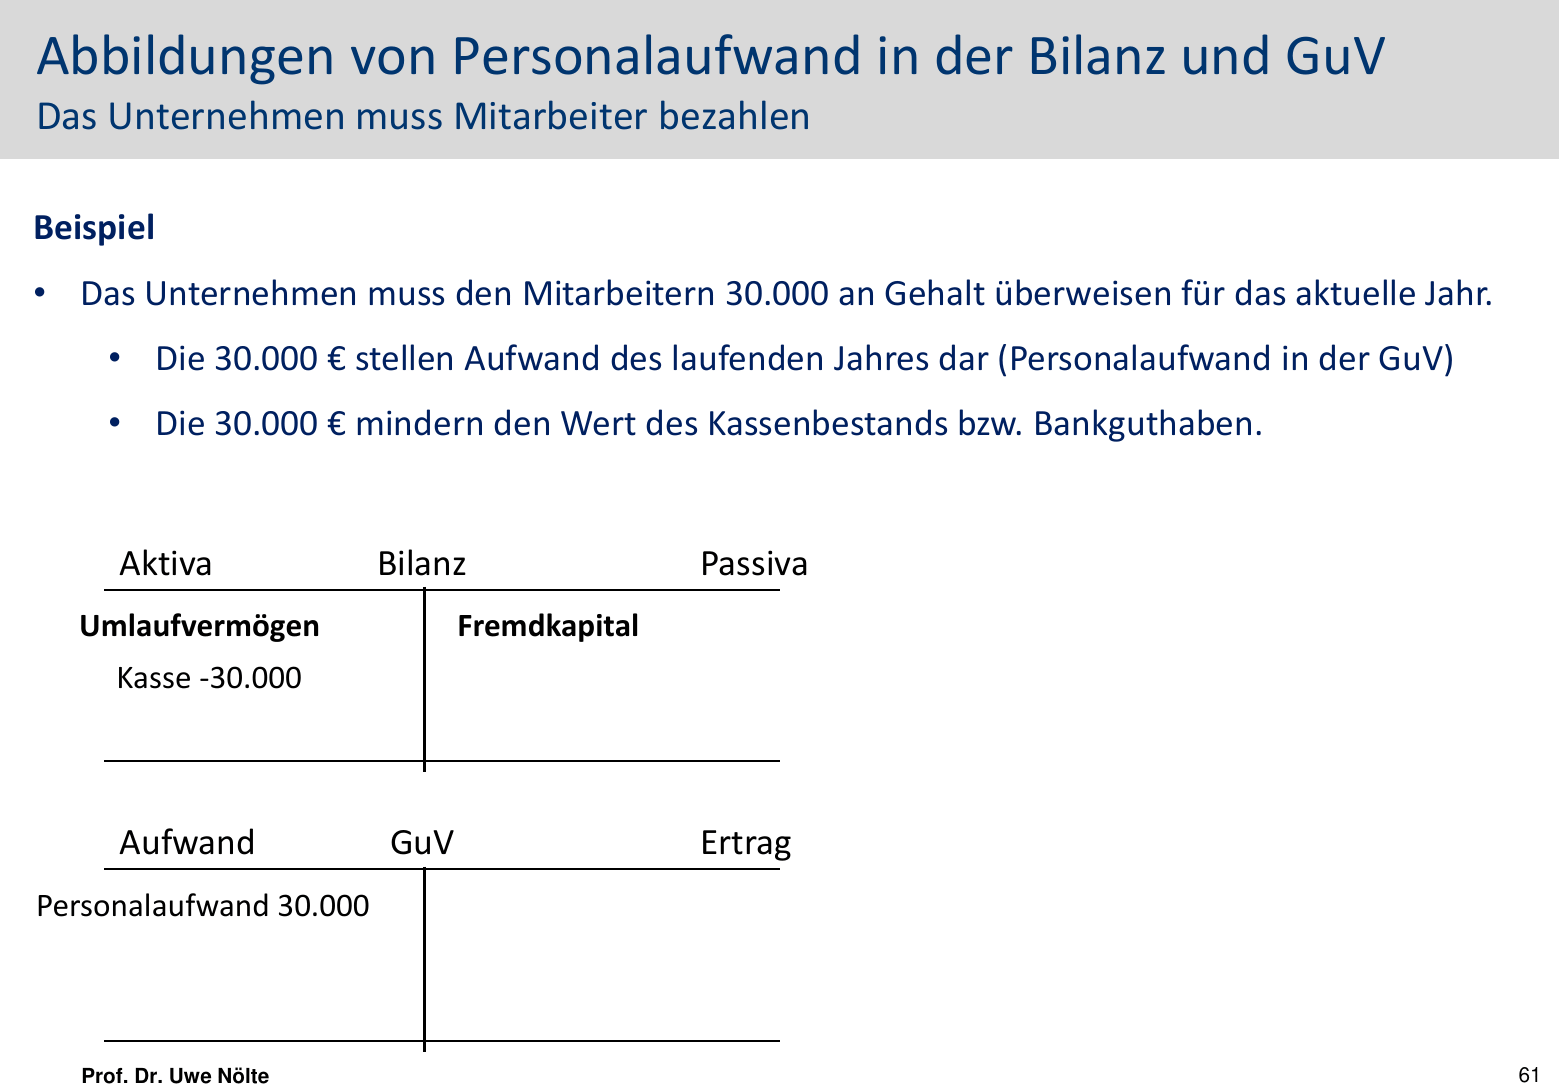 Abbildungen von Personalaufwand in der Bilanz und GuV
Das Unternehmen muss Mitarbeiter bezahlen
Beispiel
• Das Unternehmen muss den Mitarbeitern 30.000 an Gehalt überweisen für das aktuelle Jahr.
• Die 30.000 € stellen Aufwand des laufenden Jahres dar (Personalaufwand in der GuV)
• Die 30.000 € mindern den Wert des Kassenbestands bzw. Bankguthaben.
Aktiva Bilanz Passiva
Umlaufvermögen Fremdkapital
Kasse -30.000
Aufwand GuV Ertrag
Personalaufwand 30.000
Prof. Dr. Uwe Nölte 61